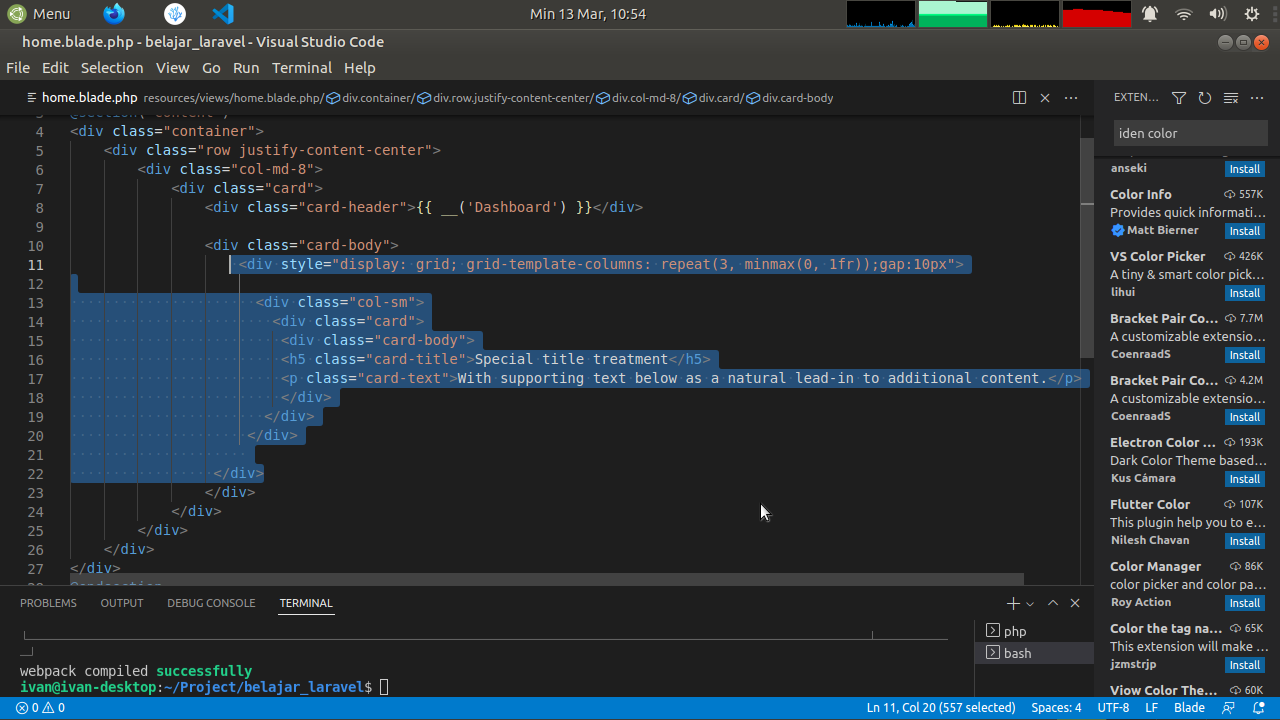 Menu
Min 13 Mar, 10:54
home.blade.php - belajar_laravel - Visual Studio Code
File Edit Selection View Go Run Terminal Help
home.blade.php resources/views/home.blade.php/ div.container/ div.row.justify-content-center/ div.col-md-8/ div.card/ div.card-body
4 <div class="container">
5 <div class="row justify-content-center">
6 <div class="col-md-8">
7 <div class="card">
8 <div class="card-header">{{ __('Dashboard') }}</div>
9
10 <div class="card-body">
11 <div style="display: grid; grid-template-columns: repeat(3, minmax(0, 1fr));gap:10px">
12
13 <div class="col-sm">
14 <div class="card">
15 <div class="card-body">
16 <h5 class="card-title">Special title treatment</h5>
17 <p class="card-text">With supporting text below as a natural lead-in to additional content.</p>
18 </div>
19 </div>
20 </div>
21
22 </div>
23 </div>
24 </div>
25 </div>
26 </div>
27 </div>
PROBLEMS OUTPUT DEBUG CONSOLE TERMINAL
webpack compiled successfully
ivan@ivan-desktop:~/Project/belajar_laravel$
php
bash
EXTEN...
iden color
anseki Install
Color Info 557K
Provides quick informati...
Matt Bierner Install
VS Color Picker 426K
A tiny & smart color pick...
lihui Install
Bracket Pair Co... 7.7M
A customizable extensio...
CoenraadS Install
Bracket Pair Co... 4.2M
A customizable extensio...
CoenraadS Install
Electron Color ... 193K
Dark Color Theme based...
Kus Cámara Install
Flutter Color 107K
This plugin help you to e...
Nilesh Chavan Install
Color Manager 86K
color picker and color pa...
Roy Action Install
Color the tag na... 65K
This extension will make ...
jzmstrjp Install
View Color The... 60K
0 0 Ln 11, Col 20 (557 selected) Spaces: 4 UTF-8 LF Blade